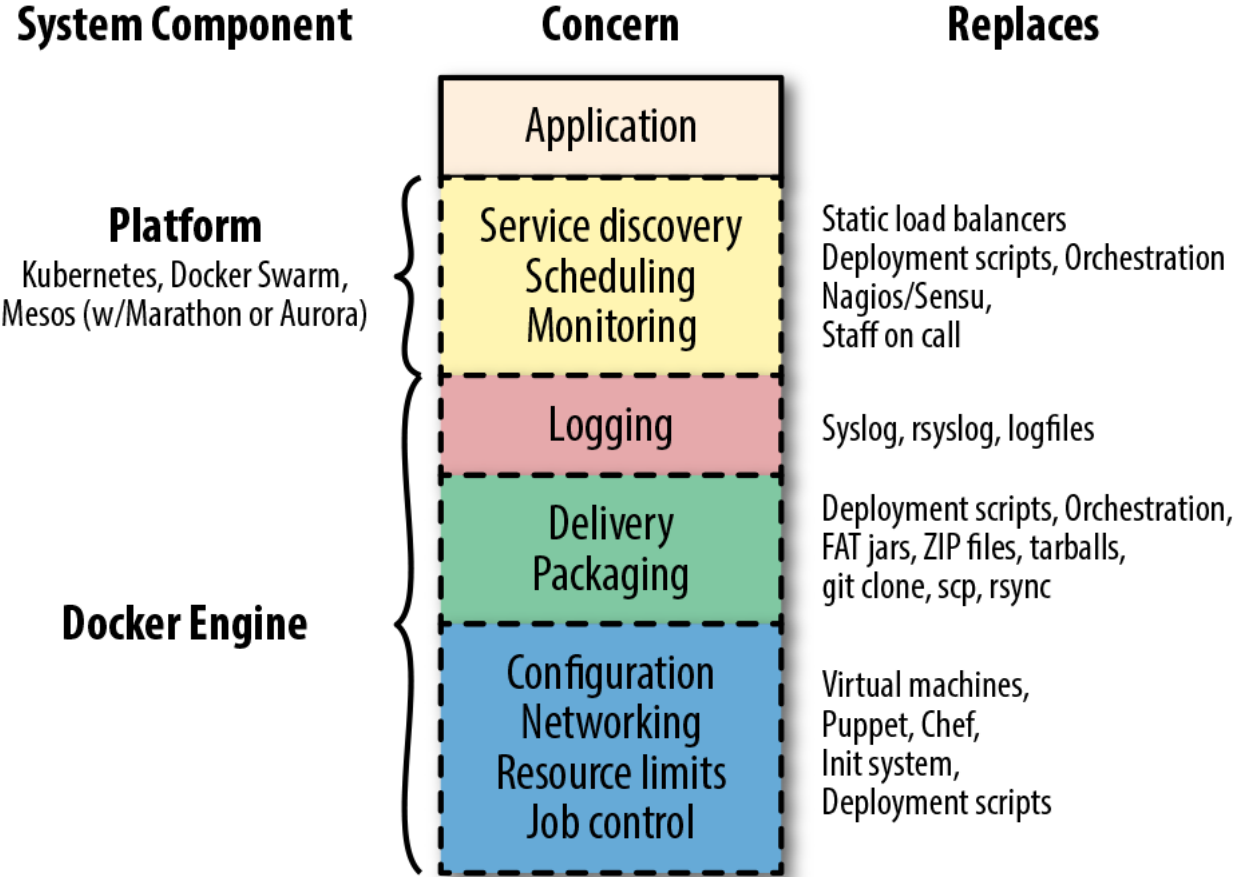 System Component
Concern
Replaces
Application
Platform
Kubernetes, Docker Swarm,
Mesos (w/Marathon or Aurora)
Service discovery
Scheduling
Monitoring
Static load balancers
Deployment scripts, Orchestration
Nagios/Sensu,
Staff on call
Logging
Syslog, rsyslog, logfiles
Docker Engine
Delivery
Packaging
Deployment scripts, Orchestration,
FAT jars, ZIP files, tarballs,
git clone, scp, rsync
Configuration
Networking
Resource limits
Job control
Virtual machines,
Puppet, Chef,
Init system,
Deployment scripts